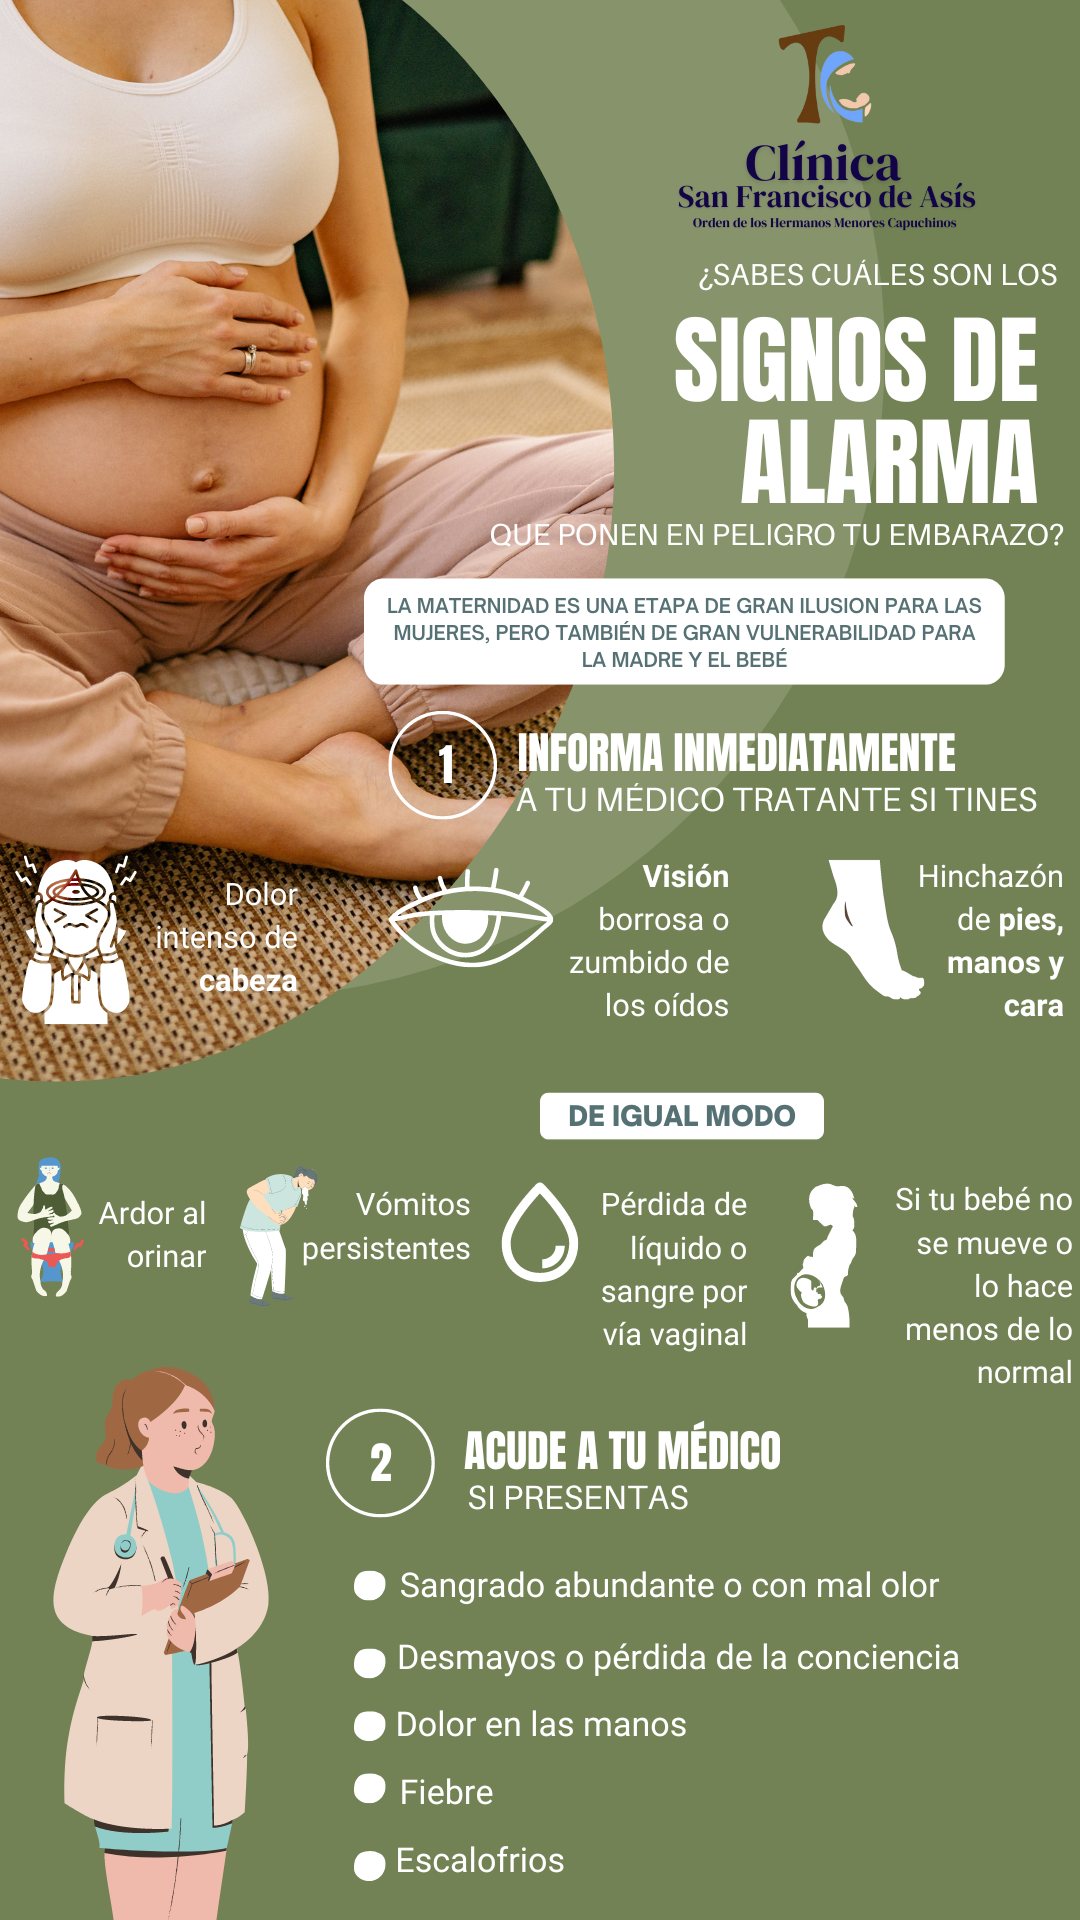 Clínica
San Francisco de Asís
Orden de los Hermanos Menores Capuchinos
¿SABES CUÁLES SON LOS
SIGNOS DE
ALARMA
QUE PONEN EN PELIGRO TU EMBARAZO?
LA MATERNIDAD ES UNA ETAPA DE GRAN ILUSION PARA LAS
MUJERES, PERO TAMBIÉN DE GRAN VULNERABILIDAD PARA
LA MADRE Y EL BEBÉ
1
INFORMA INMEDIATAMENTE
A TU MÉDICO TRATANTE SI TINES
Dolor
intenso de
cabeza
Visión
borrosa o
zumbido de
los oídos
Hinchazón
de pies,
manos y
cara
DE IGUAL MODO
Ardor al
orinar
Vómitos
persistentes
Pérdida de
líquido o
sangre por
vía vaginal
Si tu bebé no
se mueve o
lo hace
menos de lo
normal
2
ACUDE A TU MÉDICO
SI PRESENTAS
Sangrado abundante o con mal olor
Desmayos o pérdida de la conciencia
Dolor en las manos
Fiebre
Escalofrios